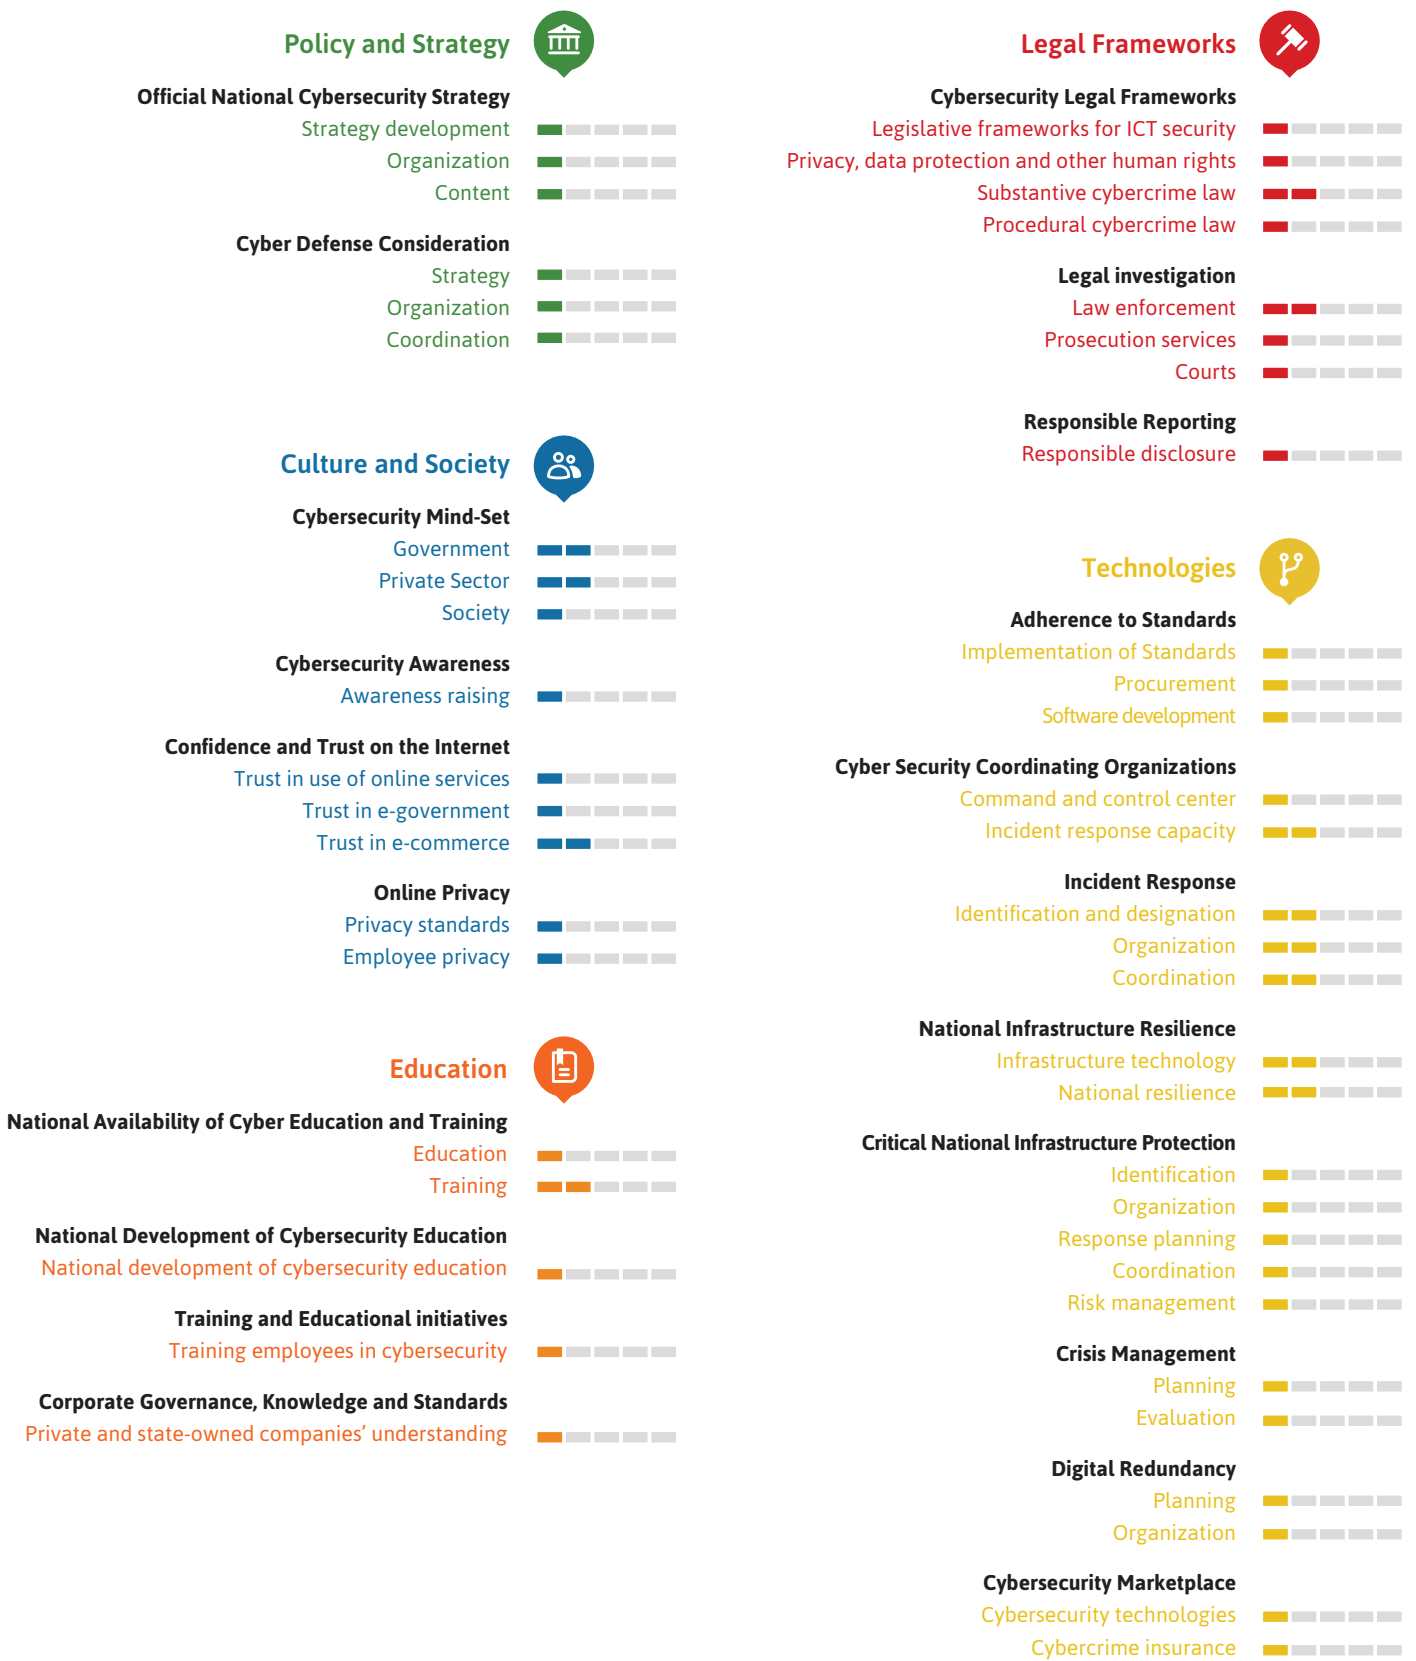 Policy and Strategy
Official National Cybersecurity Strategy
Strategy development
Organization
Content
Cyber Defense Consideration
Strategy
Organization
Coordination
Culture and Society
Cybersecurity Mind-Set
Government
Private Sector
Society
Cybersecurity Awareness
Awareness raising
Confidence and Trust on the Internet
Trust in use of online services
Trust in e-government
Trust in e-commerce
Online Privacy
Privacy standards
Employee privacy
Education
National Availability of Cyber Education and Training
Education
Training
National Development of Cybersecurity Education
National development of cybersecurity education
Training and Educational initiatives
Training employees in cybersecurity
Corporate Governance, Knowledge and Standards
Private and state-owned companies’ understanding
Legal Frameworks
Cybersecurity Legal Frameworks
Legislative frameworks for ICT security
Privacy, data protection and other human rights
Substantive cybercrime law
Procedural cybercrime law
Legal investigation
Law enforcement
Prosecution services
Courts
Responsible Reporting
Responsible disclosure
Technologies
Adherence to Standards
Implementation of Standards
Procurement
Software development
Cyber Security Coordinating Organizations
Command and control center
Incident response capacity
Incident Response
Identification and designation
Organization
Coordination
National Infrastructure Resilience
Infrastructure technology
National resilience
Critical National Infrastructure Protection
Identification
Organization
Response planning
Coordination
Risk management
Crisis Management
Planning
Evaluation
Digital Redundancy
Planning
Organization
Cybersecurity Marketplace
Cybersecurity technologies
Cybercrime insurance